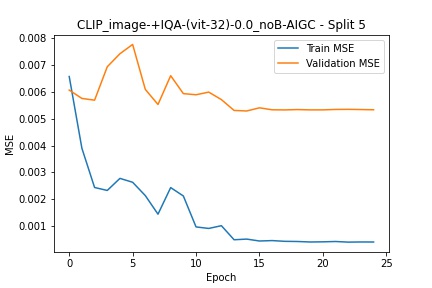 CLIP_image-+IQA-(vit-32)-0.0_noB-AIGC - Split 5
Train MSE
Validation MSE
0.008
0.007
0.006
0.005
0.004
0.003
0.002
0.001
MSE
0 5 10 15 20 25
Epoch